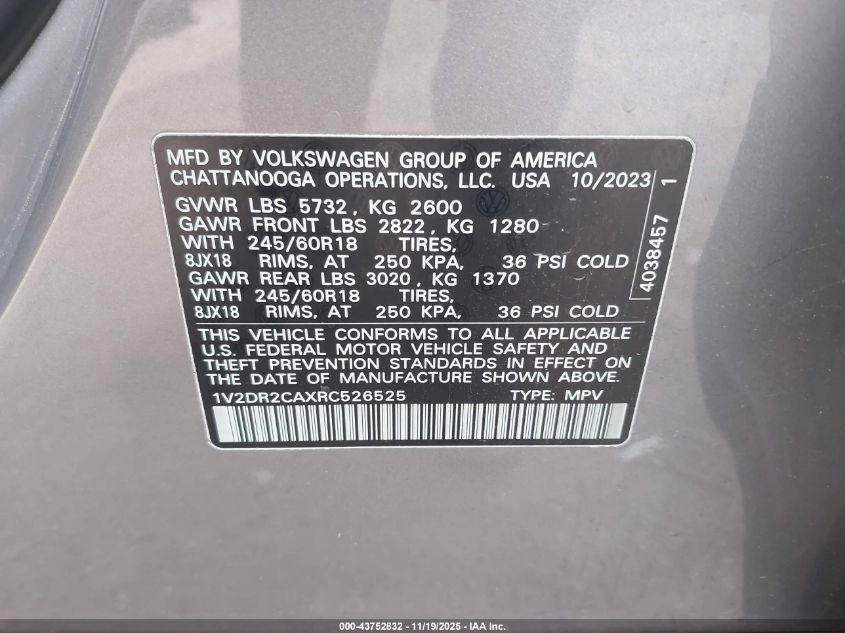 MFD BY VOLKSWAGEN GROUP OF AMERICA
CHATTANOOGA OPERATIONS, LLC. USA 10/2023
GVWR LBS 5732, KG 2600
GAWR FRONT LBS 2822, KG 1280
WITH 245/60R18 TIRES,
8JX18 RIMS, AT 250 KPA, 36 PSI COLD
GAWR REAR LBS 3020, KG 1370
WITH 245/60R18 TIRES,
8JX18 RIMS, AT 250 KPA, 36 PSI COLD
4038457 1
THIS VEHICLE CONFORMS TO ALL APPLICABLE
U.S. FEDERAL MOTOR VEHICLE SAFETY AND
THEFT PREVENTION STANDARDS IN EFFECT ON
THE DATE OF MANUFACTURE SHOWN ABOVE.
1V2DR2CAXRC526525 TYPE: MPV
000-43752832 - 11/19/2025 - IAA Inc.